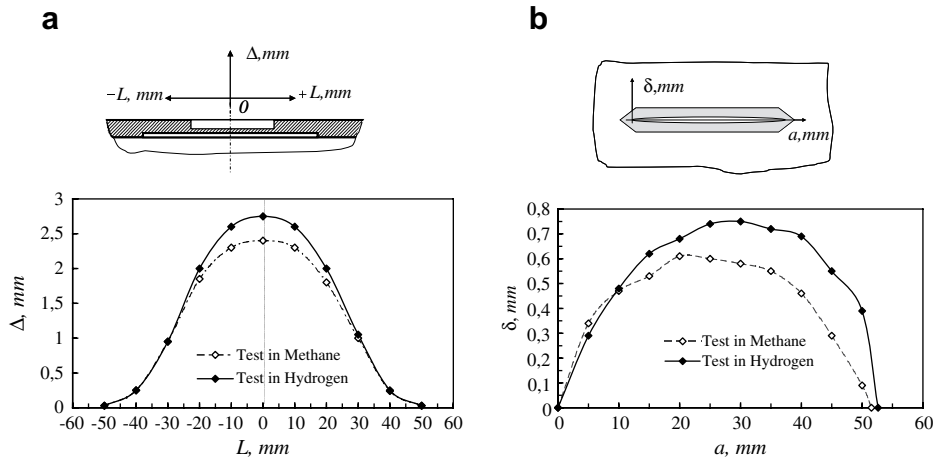 a
Δ,mm
−L, mm
+L,mm
0
3
2,5
2
1,5
1
0,5
0
Δ, mm
Test in Methane
Test in Hydrogen
-60 -50 -40 -30 -20 -10 0 10 20 30 40 50 60
L, mm
b
δ,mm
a,mm
0,8
0,7
0,6
0,5
0,4
0,3
0,2
0,1
0
δ, mm
Test in Methane
Test in Hydrogen
0 10 20 30 40 50 60
a, mm